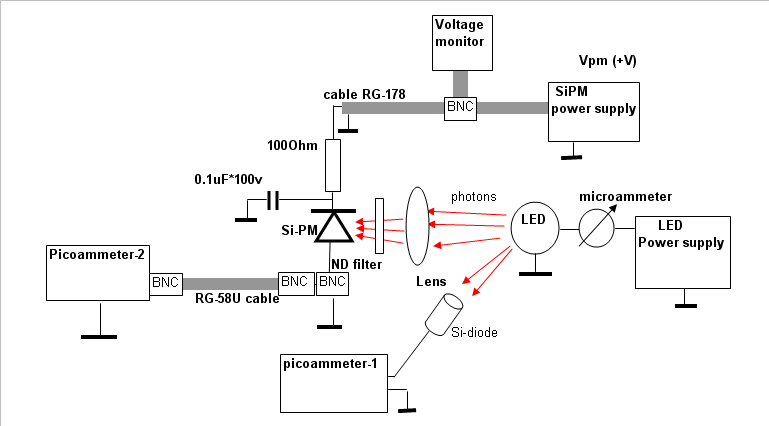 Voltage
monitor
Vpm (+V)
cable RG-178
BNC
SiPM
power supply
100Ohm
0.1uF*100v
photons
microammeter
LED
LED
Power supply
Si-PM
Picoammeter-2
ND filter
BNC
BNC
BNC
RG-58U cable
Lens
Si-diode
picoammeter-1